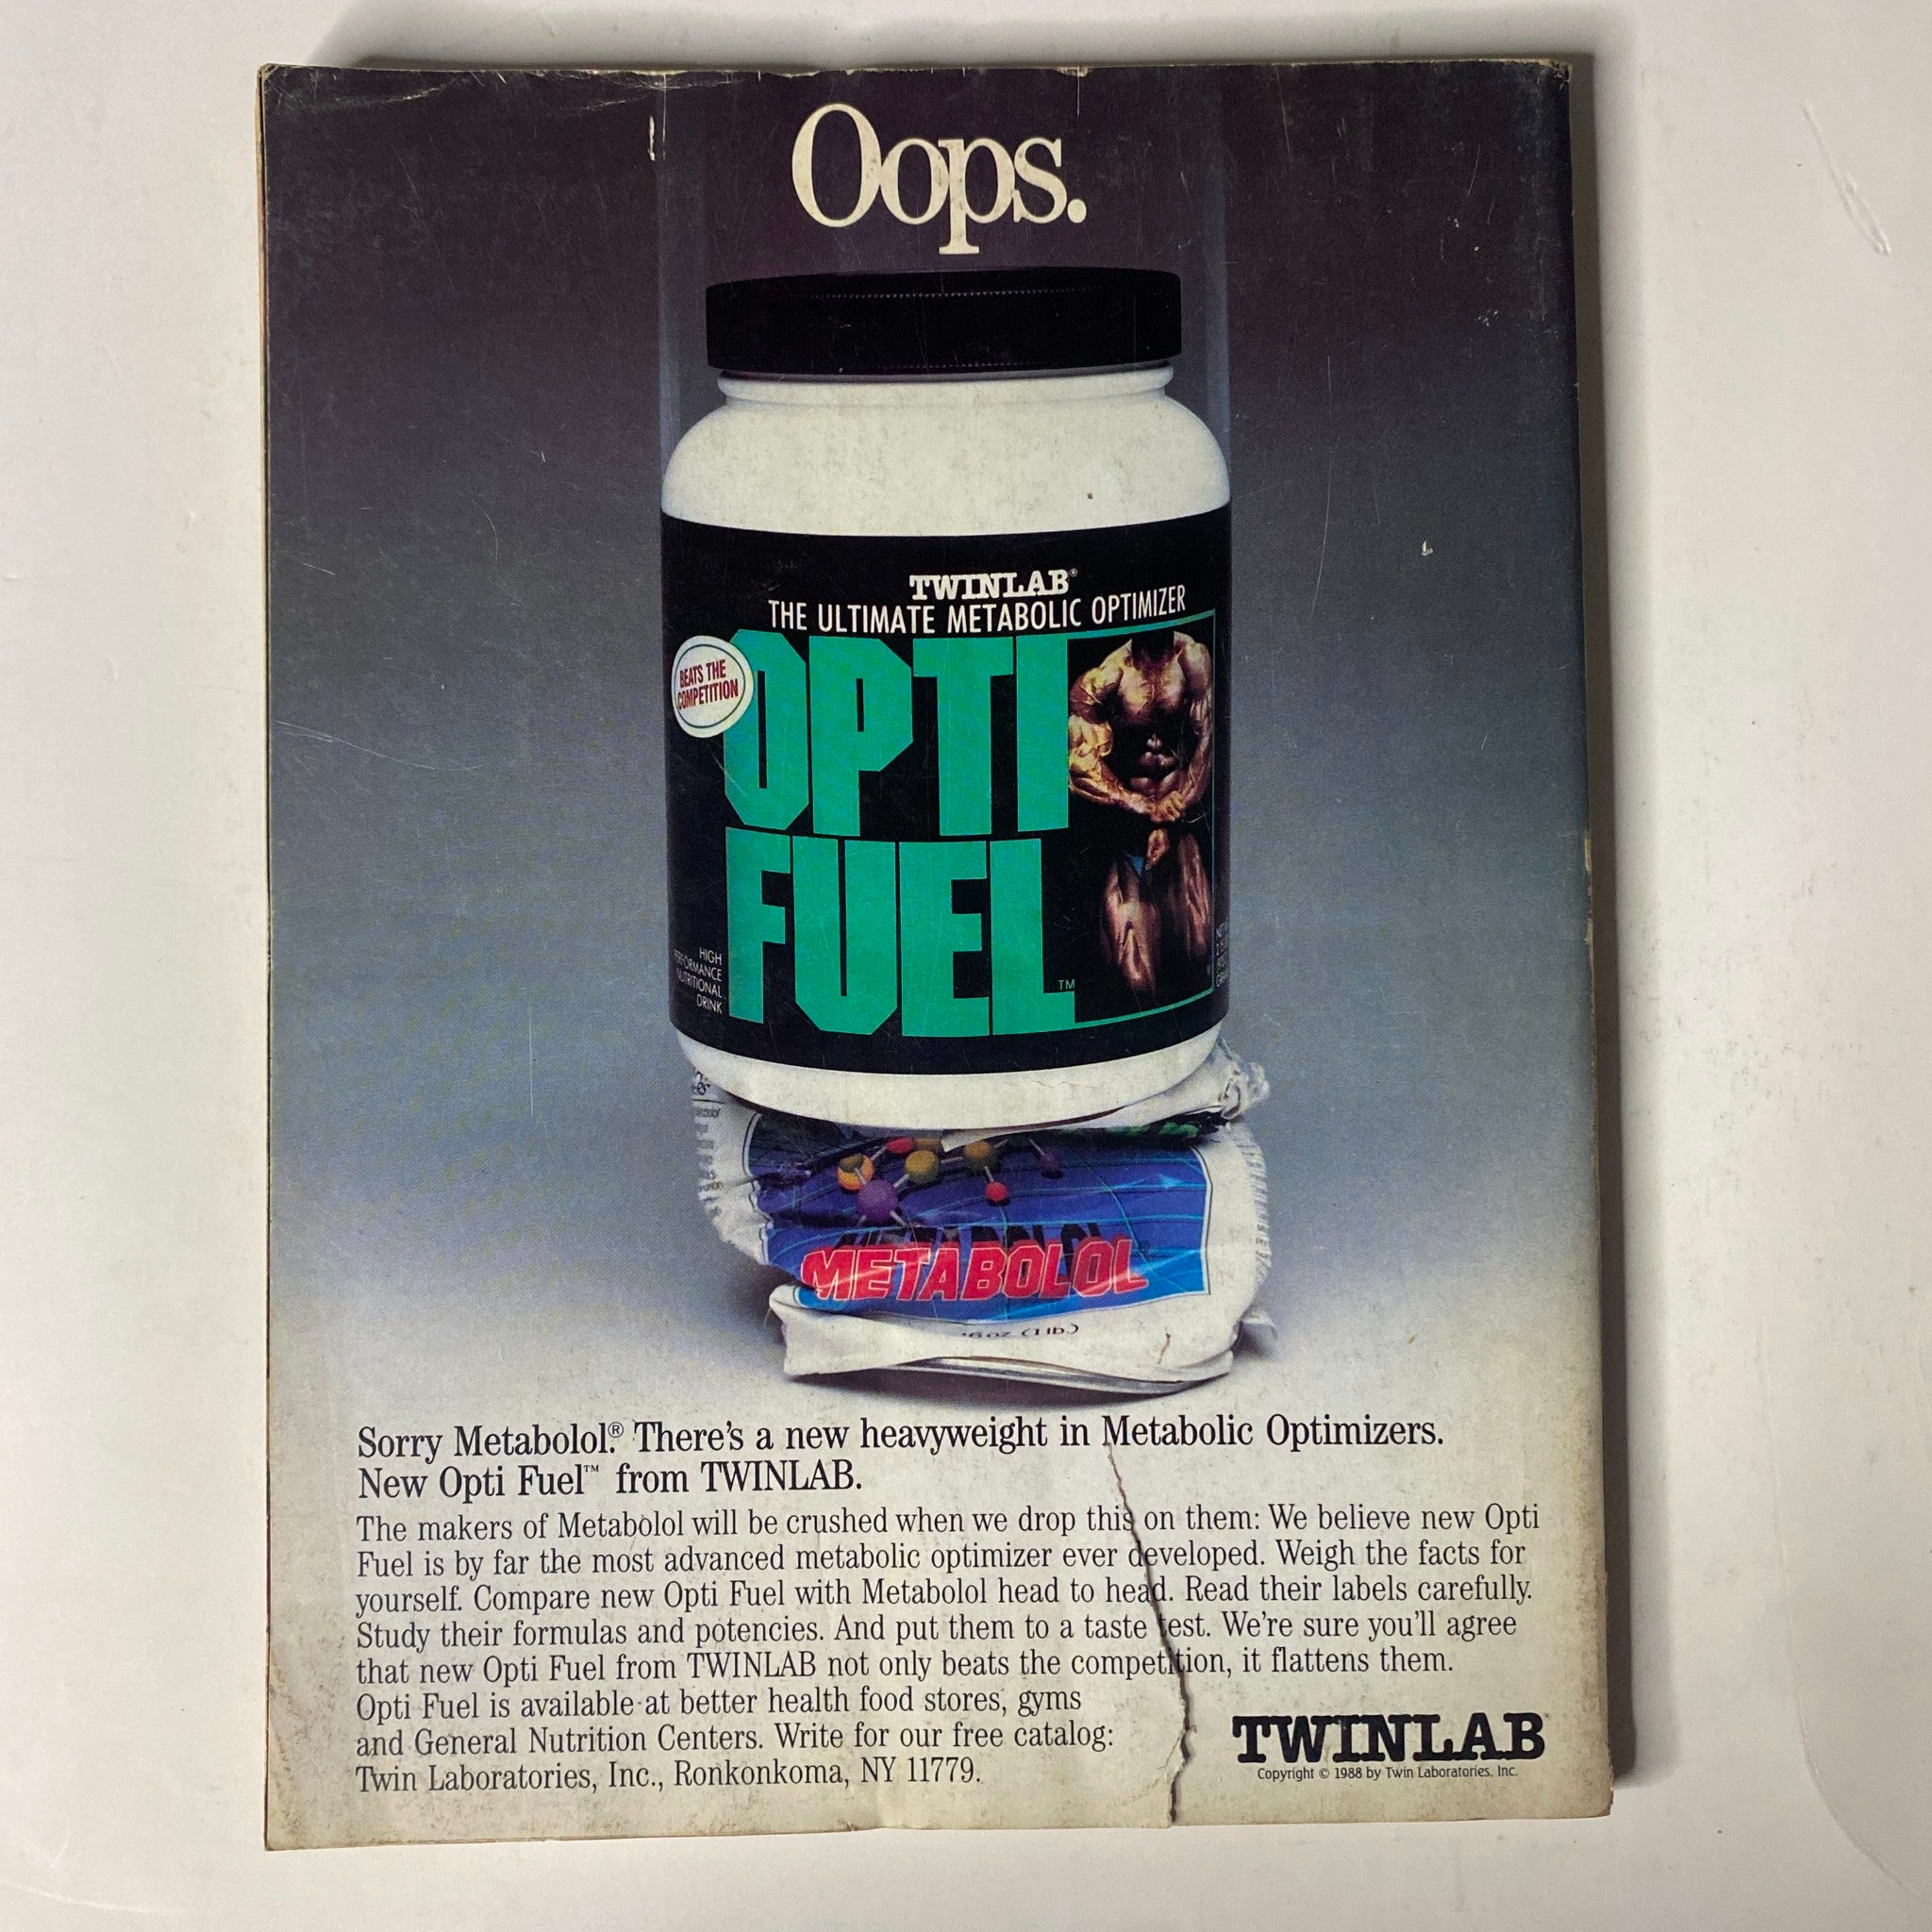 Oops.
TWINLAB®
THE ULTIMATE METABOLIC OPTIMIZER
BEATS THE
COMPETITION
OPTI
FUEL™
HIGH
PERFORMANCE
NUTRITIONAL
DRINK
METABOLOL
METABOLOL
oz (1 lb.)
Sorry Metabolol.® There's a new heavyweight in Metabolic Optimizers.
New Opti Fuel™ from TWINLAB.
The makers of Metabolol will be crushed when we drop this on them: We believe new Opti
Fuel is by far the most advanced metabolic optimizer ever developed. Weigh the facts for
yourself. Compare new Opti Fuel with Metabolol head to head. Read their labels carefully.
Study their formulas and potencies. And put them to a taste test. We're sure you'll agree
that new Opti Fuel from TWINLAB not only beats the competition, it flattens them.
Opti Fuel is available at better health food stores, gyms
and General Nutrition Centers. Write for our free catalog:
Twin Laboratories, Inc., Ronkonkoma, NY 11779.
TWINLAB®
Copyright © 1988 by Twin Laboratories, Inc.